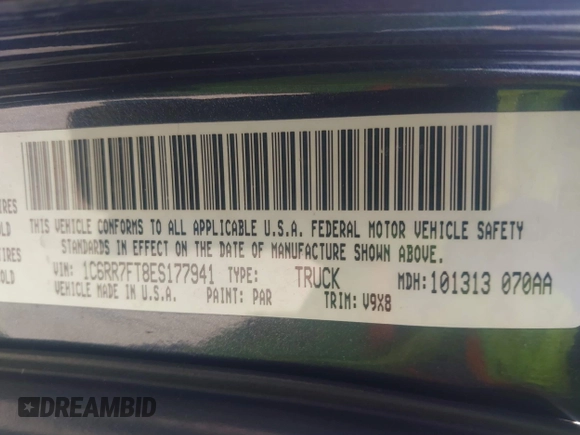 IRES
OLD
IRES
OLD
THIS VEHICLE CONFORMS TO ALL APPLICABLE U.S.A. FEDERAL MOTOR VEHICLE SAFETY
STANDARDS IN EFFECT ON THE DATE OF MANUFACTURE SHOWN ABOVE.
VIN: 1C6RR7FT8ES177941 TYPE: TRUCK MDH:101313 070AA
VEHICLE MADE IN U.S.A. PAINT: PAR TRIM: V9X8
DREAMBID